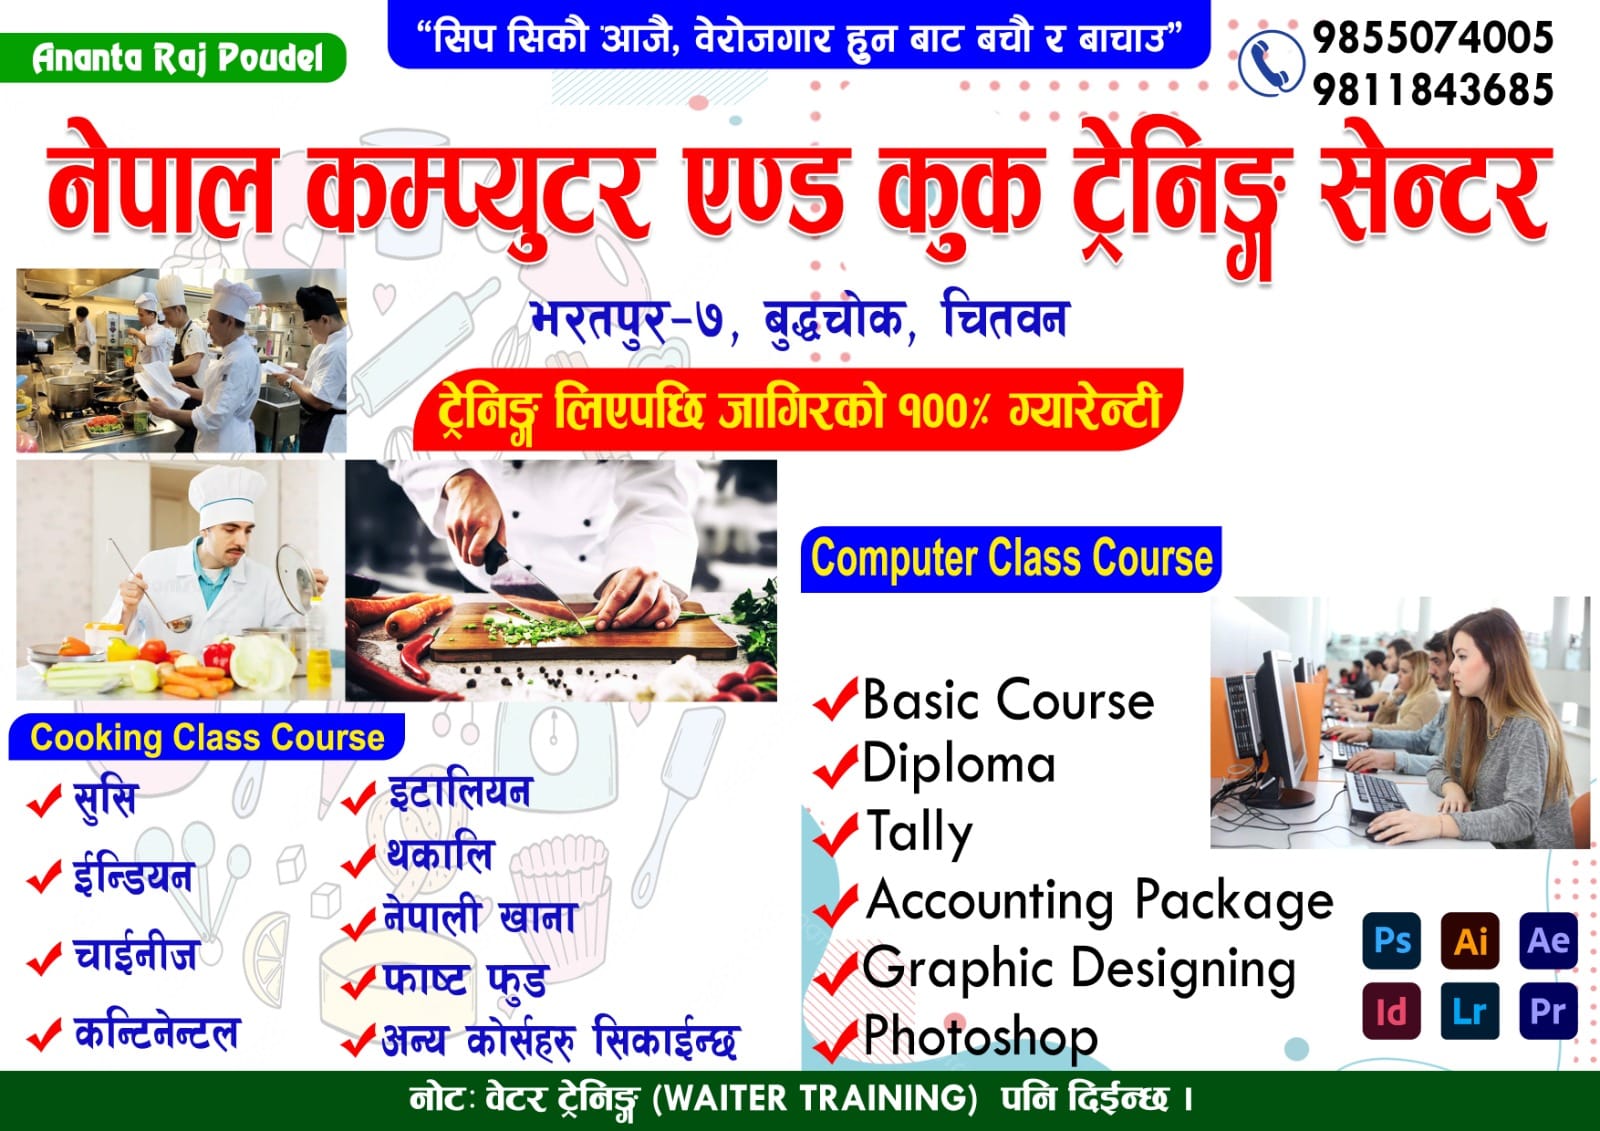 Ananta Raj Poudel
“सिप सिकौ आजै, वेरोजगार हुन बाट बचौ र बाचाउ”
9855074005
9811843685
नेपाल कम्प्युटर एण्ड कुक ट्रेनिङ्ग सेन्टर
भरतपुर-७, बुद्धचोक, चितवन
ट्रेनिङ्ग लिएपछि जागिरको १००% ग्यारेन्टी
Computer Class Course
Basic Course
Diploma
Tally
Accounting Package
Graphic Designing
Photoshop
Ps Ai Ae
Id Lr Pr
Cooking Class Course
सुसि
ईन्डियन
चाईनीज
कन्टिनेन्टल
इटालियन
थकालि
नेपाली खाना
फाष्ट फुड
अन्य कोर्सहरु सिकाईन्छ
नोट: वेटर ट्रेनिङ्ग (WAITER TRAINING) पनि दिईन्छ ।